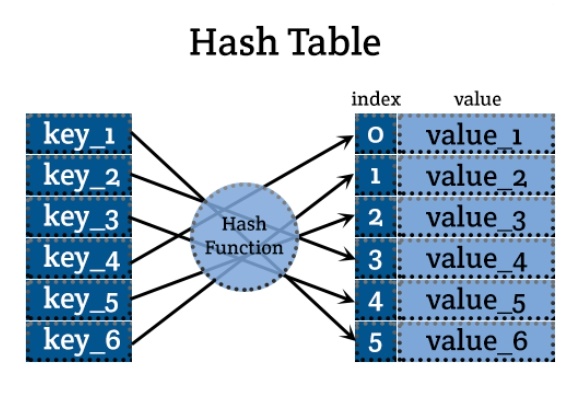 Hash Table
index value
key_1 0 value_1
key_2 1 value_2
key_3 2 value_3
Hash
Function
key_4 3 value_4
key_5 4 value_5
key_6 5 value_6